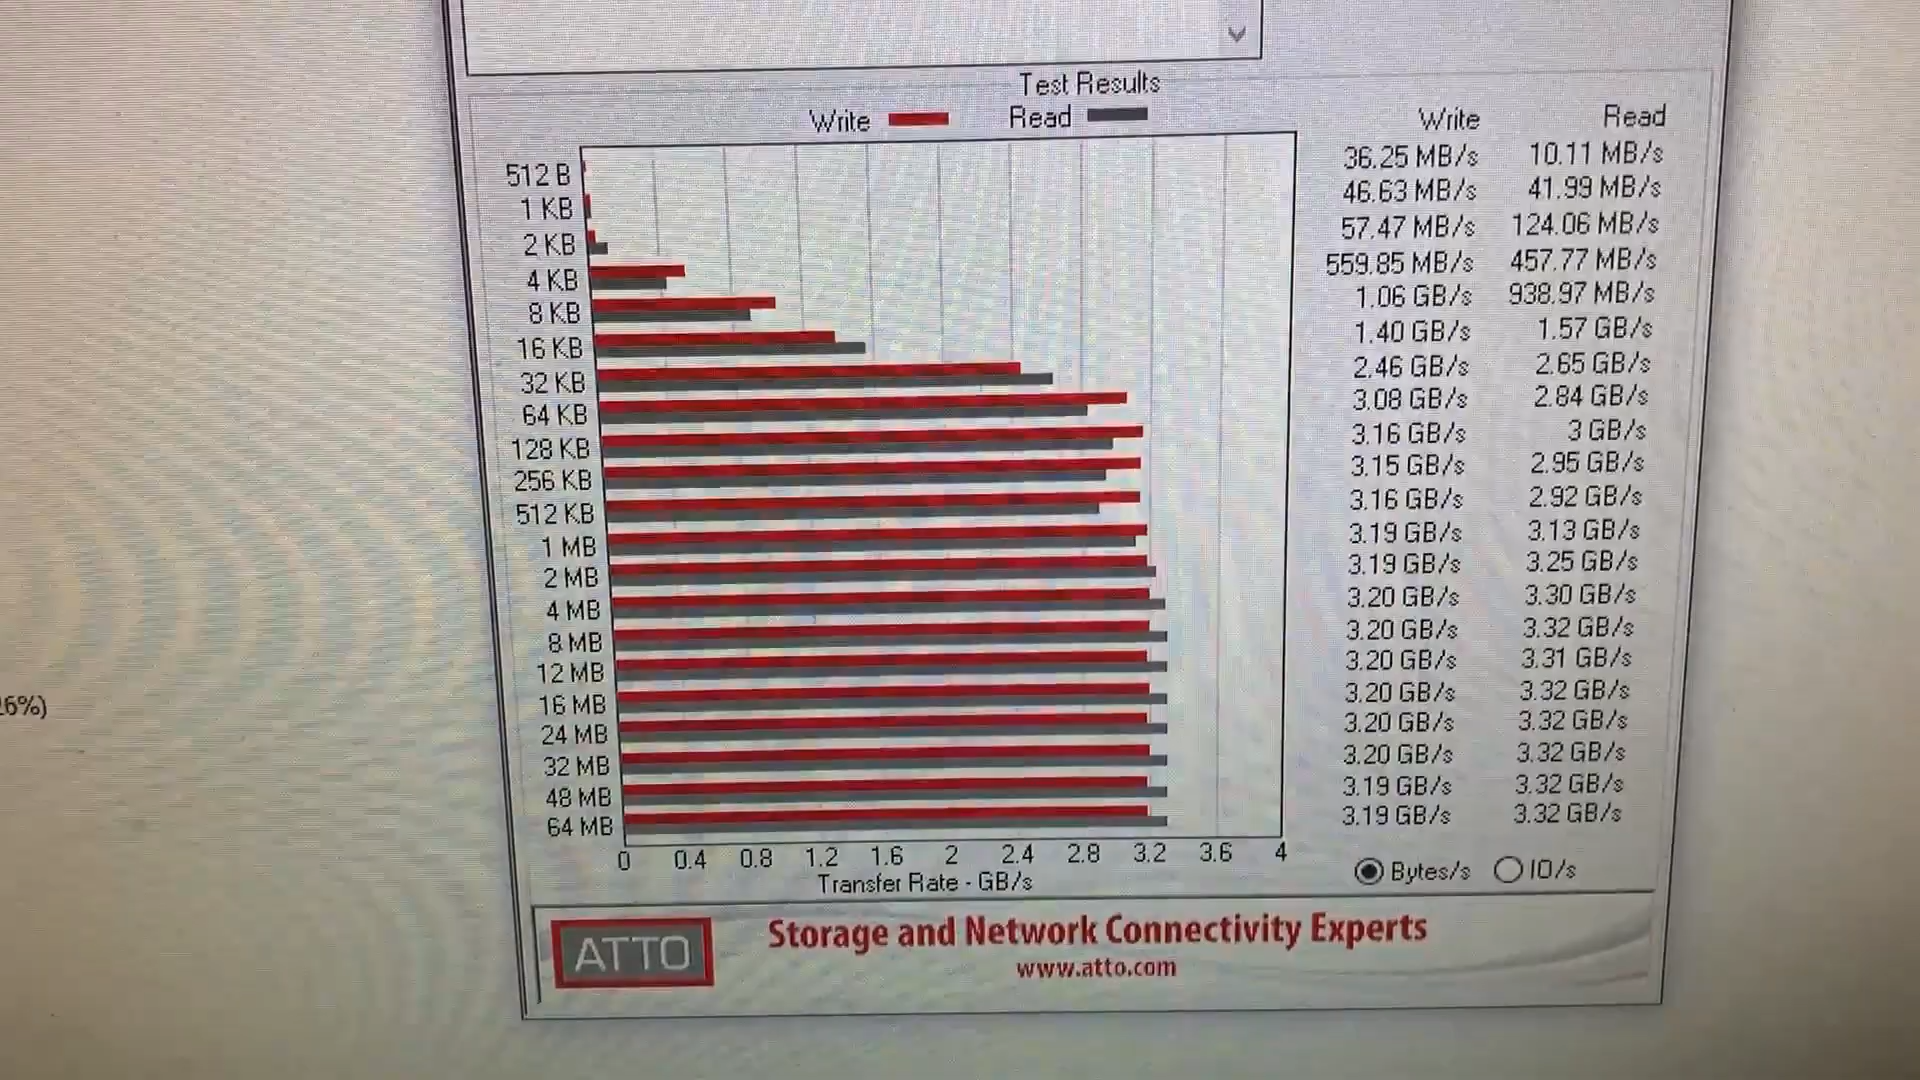 Test Results
Write Read
Write Read
512 B 36.25 MB/s 10.11 MB/s
1 KB 46.63 MB/s 41.99 MB/s
2 KB 57.47 MB/s 124.06 MB/s
4 KB 559.85 MB/s 457.77 MB/s
8 KB 1.06 GB/s 938.97 MB/s
16 KB 1.40 GB/s 1.57 GB/s
32 KB 2.46 GB/s 2.65 GB/s
64 KB 3.08 GB/s 2.84 GB/s
128 KB 3.16 GB/s 3 GB/s
256 KB 3.15 GB/s 2.95 GB/s
512 KB 3.16 GB/s 2.92 GB/s
1 MB 3.19 GB/s 3.13 GB/s
2 MB 3.19 GB/s 3.25 GB/s
4 MB 3.20 GB/s 3.30 GB/s
8 MB 3.20 GB/s 3.32 GB/s
12 MB 3.20 GB/s 3.31 GB/s
16 MB 3.20 GB/s 3.32 GB/s
24 MB 3.20 GB/s 3.32 GB/s
32 MB 3.20 GB/s 3.32 GB/s
48 MB 3.19 GB/s 3.32 GB/s
64 MB 3.19 GB/s 3.32 GB/s
0 0.4 0.8 1.2 1.6 2 2.4 2.8 3.2 3.6 4
Transfer Rate - GB/s
Bytes/s IO/s
ATTO
Storage and Network Connectivity Experts
www.atto.com